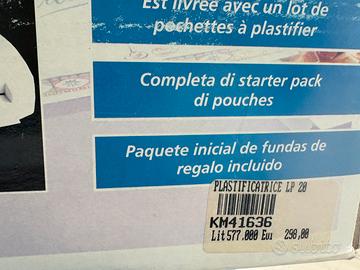 Est livrée avec un lot de
pochettes à plastifier
Completa di starter pack
di pouches
Paquete inicial de fundas de
regalo incluido
PLASTIFICATRICE LP 20
KM41636
Lit577.000 Eur 298,00